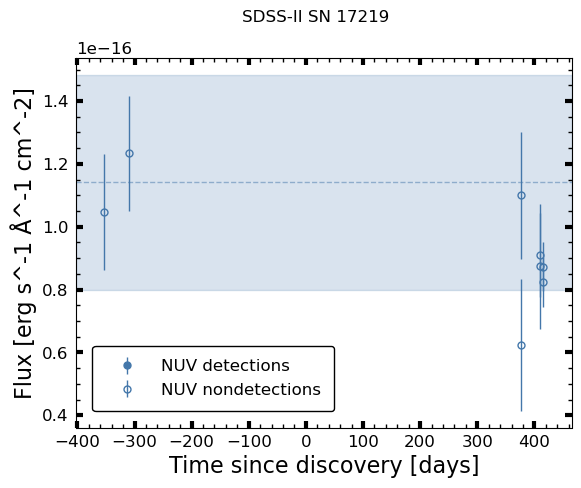 SDSS-II SN 17219
1e−16
Flux [erg s^-1 Å^-1 cm^-2]
1.4
1.2
1.0
0.8
0.6
0.4
NUV detections
NUV nondetections
−400 −300 −200 −100 0 100 200 300 400
Time since discovery [days]